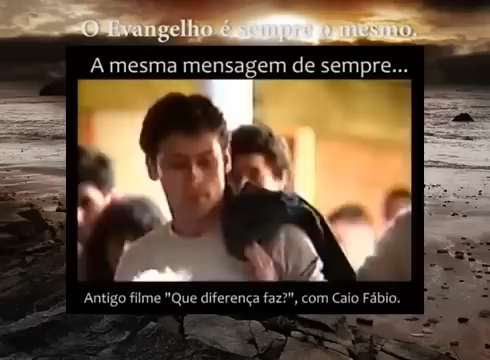 O Evangelho é sempre o mesmo.
A mesma mensagem de sempre...
Antigo filme "Que diferença faz?", com Caio Fábio.